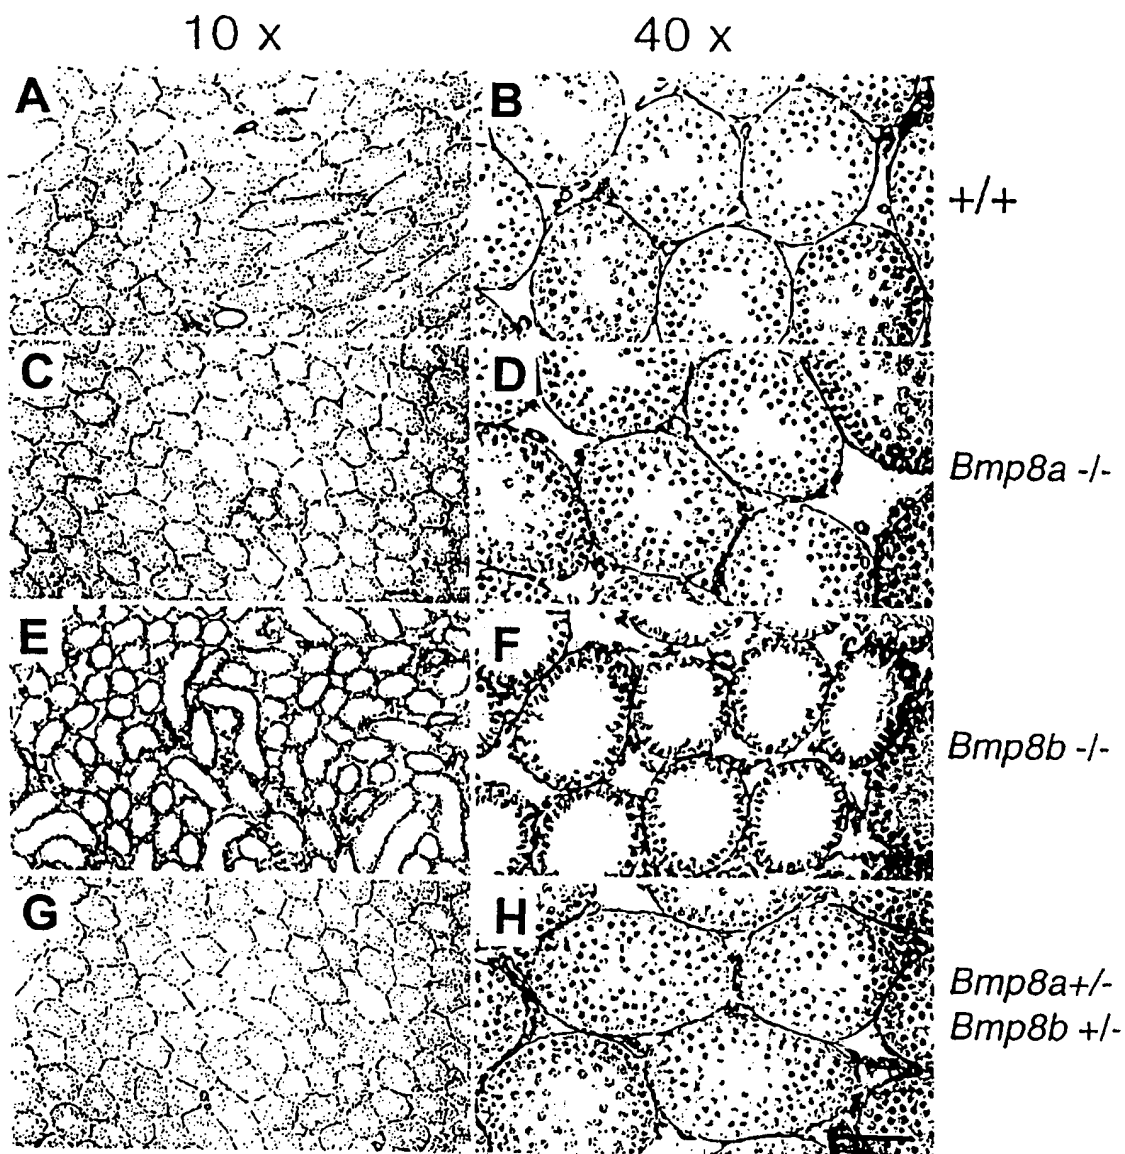 10 x 40 x
A B
+/+
C D
Bmp8a -/-
E F
Bmp8b -/-
G H
Bmp8a+/-
Bmp8b +/-